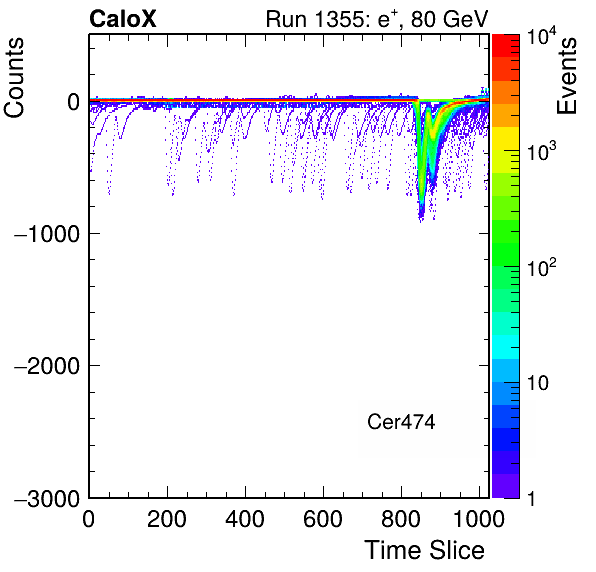 CaloX Run 1355: e⁺, 80 GeV
Counts
Events
0
−1000
−2000
−3000
10⁴
10³
10²
10
1
Cer474
0 200 400 600 800 1000
Time Slice